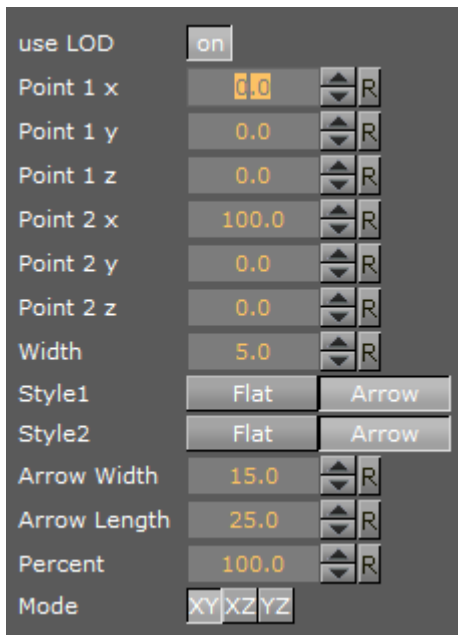 use LOD on
Point 1 x 0.0 R
Point 1 y 0.0 R
Point 1 z 0.0 R
Point 2 x 100.0 R
Point 2 y 0.0 R
Point 2 z 0.0 R
Width 5.0 R
Style1 Flat Arrow
Style2 Flat Arrow
Arrow Width 15.0 R
Arrow Length 25.0 R
Percent 100.0 R
Mode XY XZ YZ